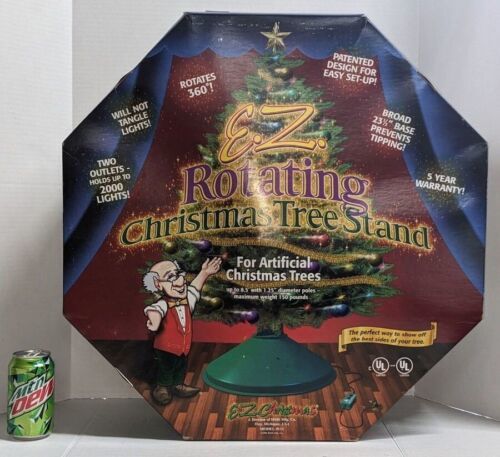 PATENTED
DESIGN FOR
EASY SET-UP!
ROTATES
360°!
WILL NOT
TANGLE
LIGHTS!
BROAD
23½" BASE
PREVENTS
TIPPING!
TWO
OUTLETS -
HOLDS UP TO
2000
LIGHTS!
5 YEAR
WARRANTY!
E.Z.
Rotating
Christmas Tree Stand
For Artificial
Christmas Trees
up to 8.5' with 1.25" diameter poles
maximum weight 150 pounds
The perfect way to show off
the best sides of your tree.
C UL UL
E.Z. Christmas
mtn
DEW